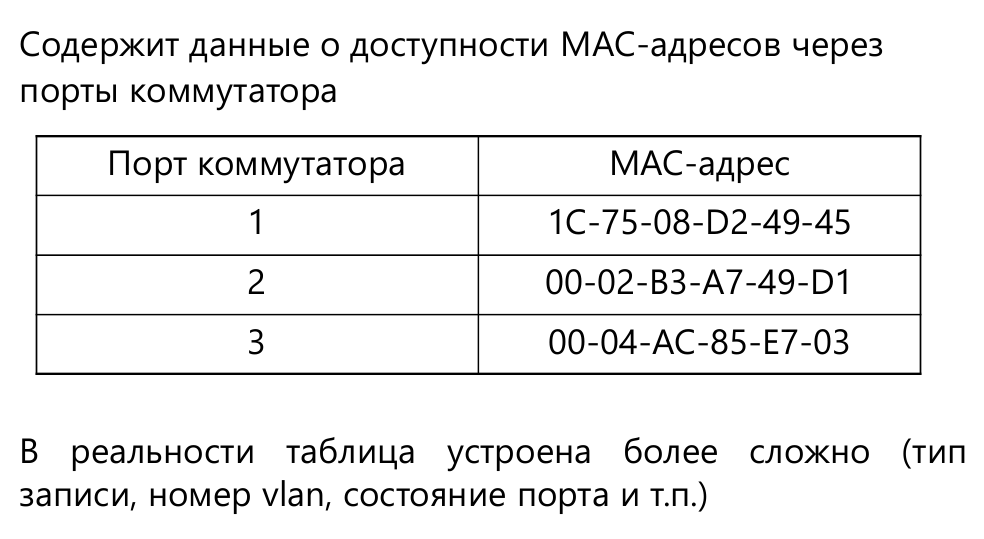 Содержит данные о доступности MAC-адресов через
порты коммутатора
Порт коммутатора MAC-адрес
1 1C-75-08-D2-49-45
2 00-02-B3-A7-49-D1
3 00-04-AC-85-E7-03
В реальности таблица устроена более сложно (тип
записи, номер vlan, состояние порта и т.п.)